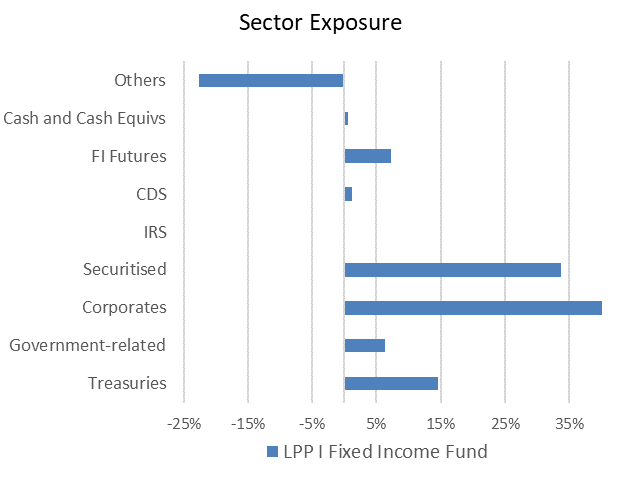 Sector Exposure
Others
Cash and Cash Equivs
FI Futures
CDS
IRS
Securitised
Corporates
Government-related
Treasuries
-25% -15% -5% 5% 15% 25% 35%
LPP I Fixed Income Fund